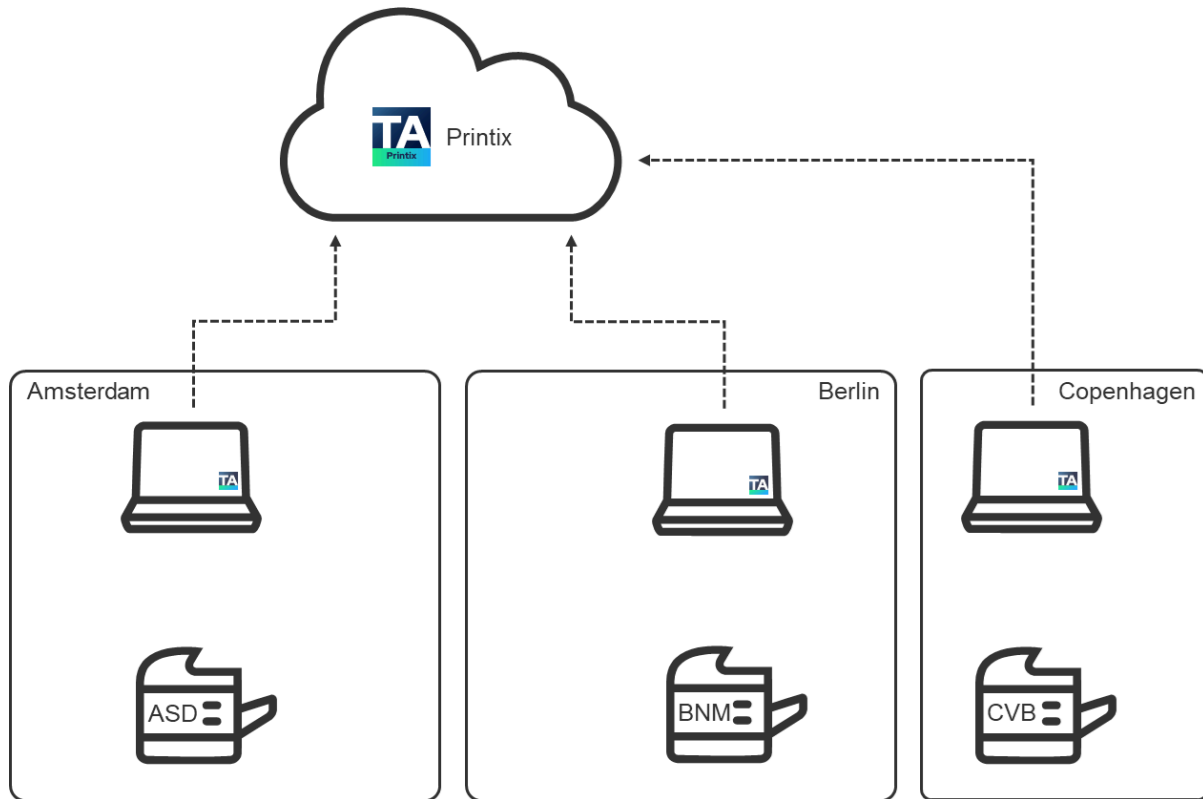 TA
Printix
Printix
Amsterdam
Berlin
Copenhagen
TA
TA
TA
ASD
BNM
CVB